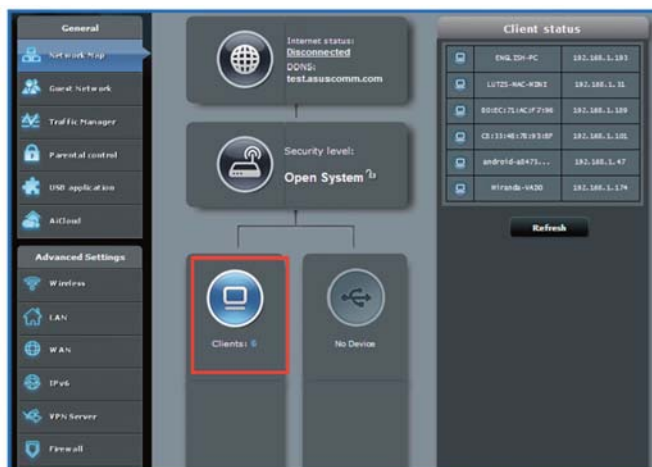 General
Network Map
Guest Network
Traffic Manager
Parental control
USB application
AiCloud
Advanced Settings
Wireless
LAN
WAN
IPv6
VPN Server
Firewall
Internet status:
Disconnected
DDNS:
test.asuscomm.com
Security level:
Open System
Clients: 6
No Device
Client status
ENGLISH-PC 192.168.1.193
LUTZS-MAC-MINI 192.168.1.31
192.168.1.189
192.168.1.101
192.168.1.47
Miranda-VADO 192.168.1.174
Refresh